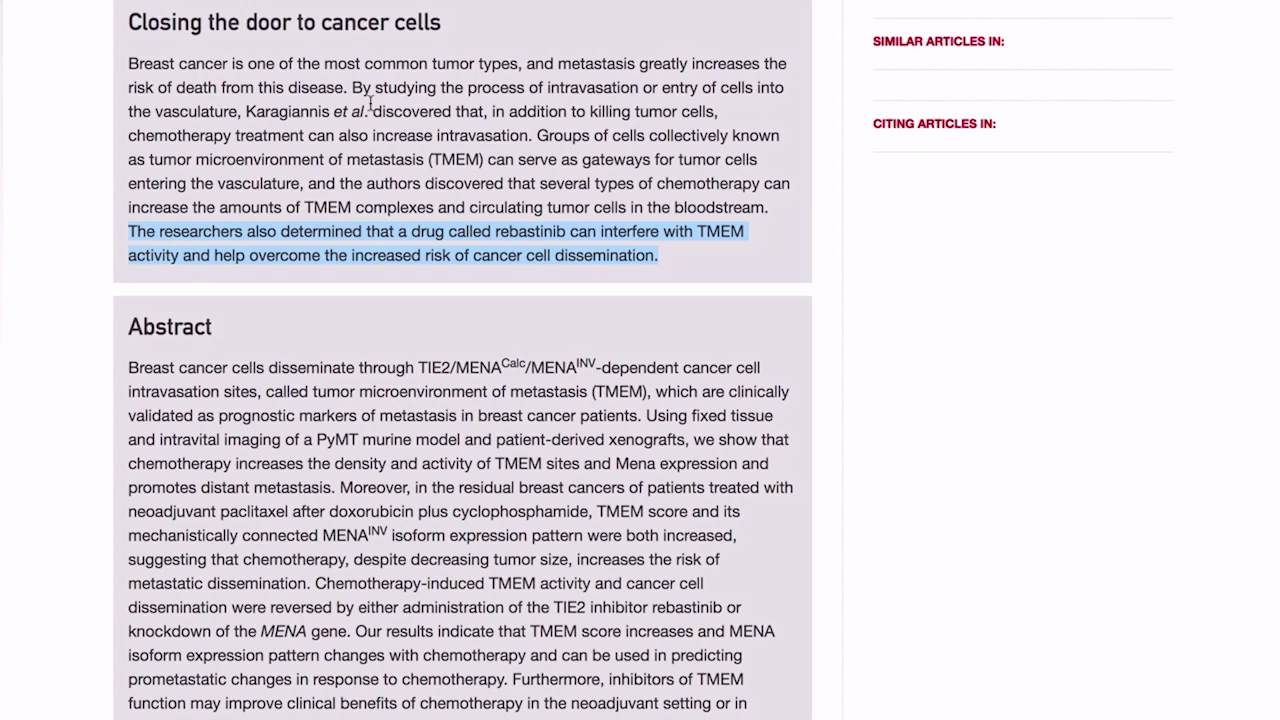 Closing the door to cancer cells
Breast cancer is one of the most common tumor types, and metastasis greatly increases the
risk of death from this disease. By studying the process of intravasation or entry of cells into
the vasculature, Karagiannis et al. discovered that, in addition to killing tumor cells,
chemotherapy treatment can also increase intravasation. Groups of cells collectively known
as tumor microenvironment of metastasis (TMEM) can serve as gateways for tumor cells
entering the vasculature, and the authors discovered that several types of chemotherapy can
increase the amounts of TMEM complexes and circulating tumor cells in the bloodstream.
The researchers also determined that a drug called rebastinib can interfere with TMEM
activity and help overcome the increased risk of cancer cell dissemination.
Abstract
Breast cancer cells disseminate through TIE2/MENACalc/MENAINV-dependent cancer cell
intravasation sites, called tumor microenvironment of metastasis (TMEM), which are clinically
validated as prognostic markers of metastasis in breast cancer patients. Using fixed tissue
and intravital imaging of a PyMT murine model and patient-derived xenografts, we show that
chemotherapy increases the density and activity of TMEM sites and Mena expression and
promotes distant metastasis. Moreover, in the residual breast cancers of patients treated with
neoadjuvant paclitaxel after doxorubicin plus cyclophosphamide, TMEM score and its
mechanistically connected MENAINV isoform expression pattern were both increased,
suggesting that chemotherapy, despite decreasing tumor size, increases the risk of
metastatic dissemination. Chemotherapy-induced TMEM activity and cancer cell
dissemination were reversed by either administration of the TIE2 inhibitor rebastinib or
knockdown of the MENA gene. Our results indicate that TMEM score increases and MENA
isoform expression pattern changes with chemotherapy and can be used in predicting
prometastatic changes in response to chemotherapy. Furthermore, inhibitors of TMEM
function may improve clinical benefits of chemotherapy in the neoadjuvant setting or in
SIMILAR ARTICLES IN:
CITING ARTICLES IN: